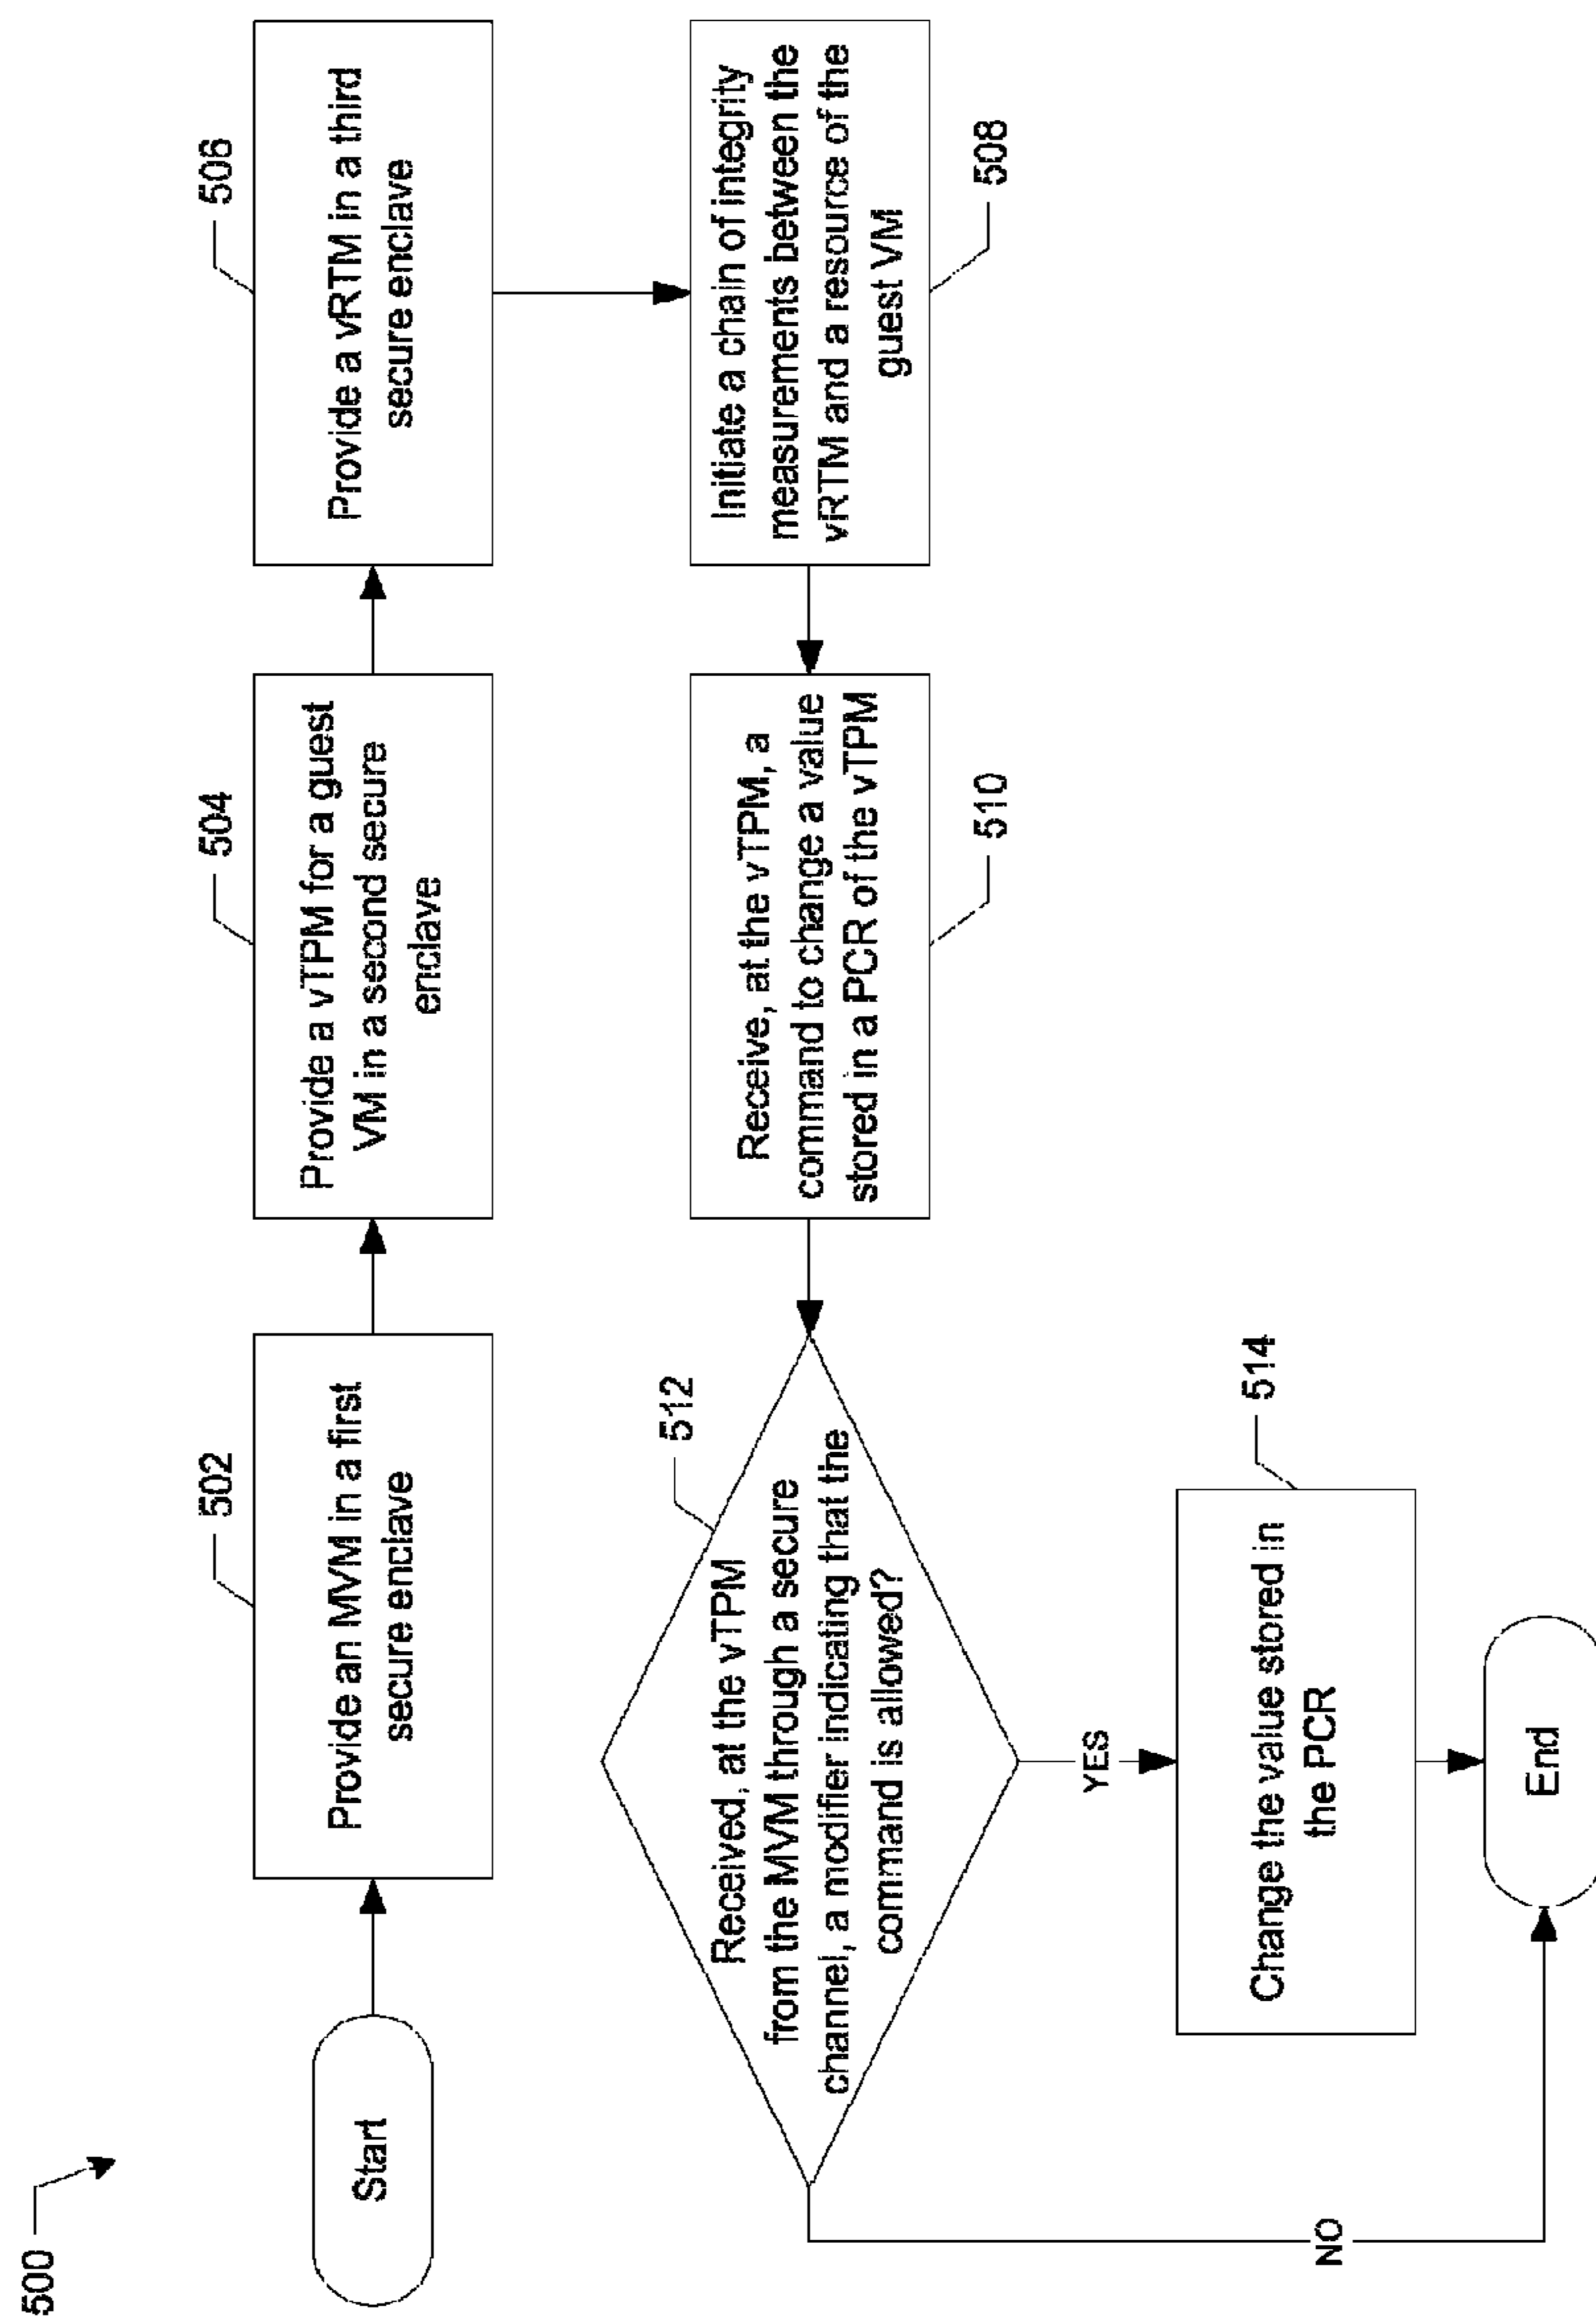 500
Start
502
Provide an MVM in a first
secure enclave
504
Provide a vTPM for a guest
VM in a second secure
enclave
506
Provide a vRTM in a third
secure enclave
Initiate a chain of integrity
measurements between the
vRTM and a resource of the
guest VM
508
Receive, at the vTPM, a
command to change a value
stored in a PCR of the vTPM
510
512
Received, at the vTPM
from the MVM through a secure
channel, a modifier indicating that the
command is allowed?
YES
NO
514
Change the value stored in
the PCR
End